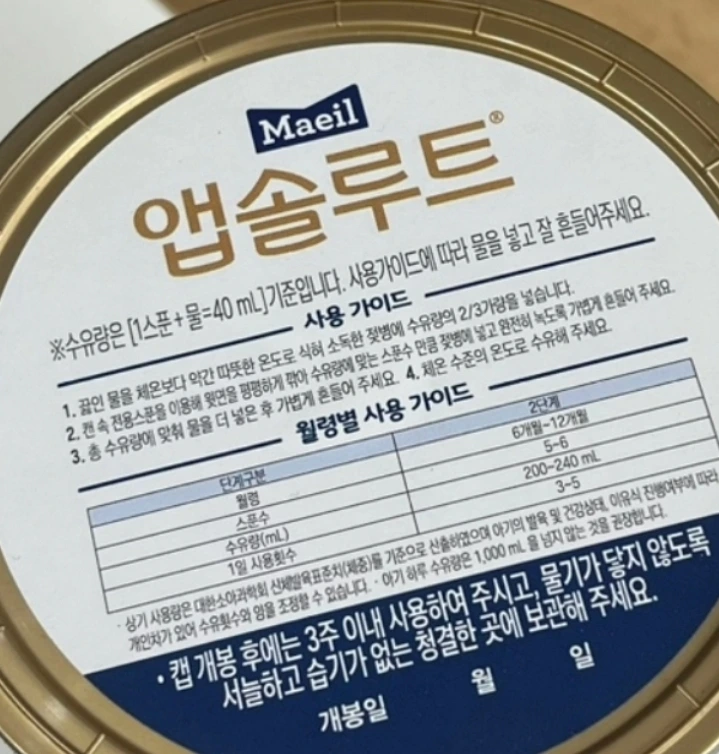 Maeil
앱솔루트®
※수유량은 [1스푼+물=40 mL]기준입니다. 사용가이드에 따라 물을 넣고 잘 흔들어주세요.
사용 가이드
1. 끓인 물을 체온보다 약간 따뜻한 온도로 식혀 소독한 젖병에 수유량의 2/3가량을 넣습니다.
2. 캔 속 전용스푼을 이용해 윗면을 평평하게 깎아 수유량에 맞는 스푼수 만큼 젖병에 넣고 완전히 녹도록 가볍게 흔들어 주세요.
3. 총 수유량에 맞춰 물을 더 넣은 후 가볍게 흔들어 주세요. 4. 체온 수준의 온도로 수유해 주세요.
월령별 사용 가이드
단계구분 2단계
월령 6개월~12개월
스푼수 5~6
수유량(mL) 200~240 mL
1일 사용횟수 3~5
· 상기 사용량은 대한소아과학회 신체발육표준치(체중)를 기준으로 산출하였으며 아기의 발육 및 건강상태, 이유식 진행여부에 따라
개인차가 있어 수유횟수와 양을 조정할 수 있습니다. · 아기 하루 수유량은 1,000 mL 을 넘지 않는 것을 권장합니다.
• 캡 개봉 후에는 3주 이내 사용하여 주시고, 물기가 닿지 않도록
서늘하고 습기가 없는 청결한 곳에 보관해 주세요.
개봉일 월 일